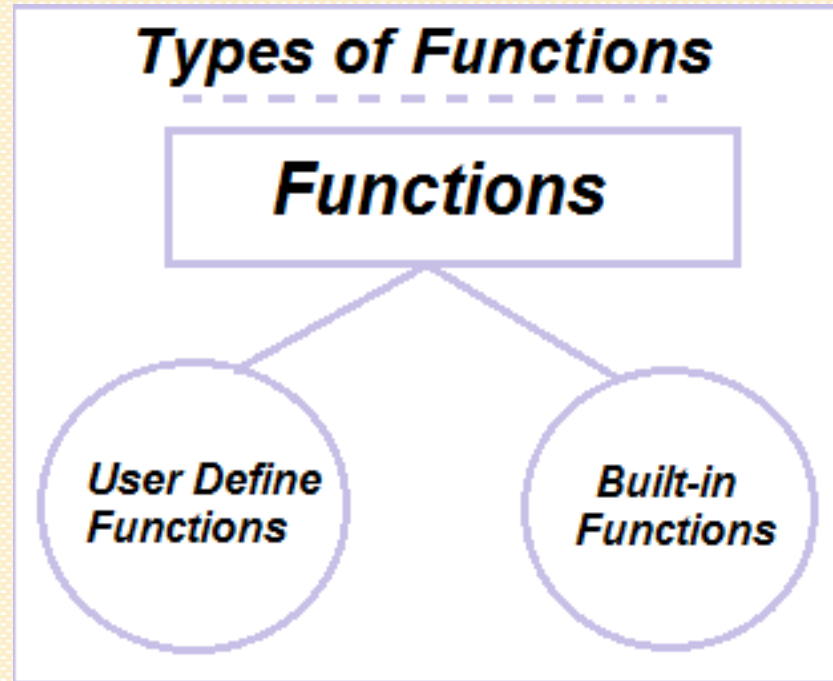 Types of Functions
Functions
User Define
Functions
Built-in
Functions